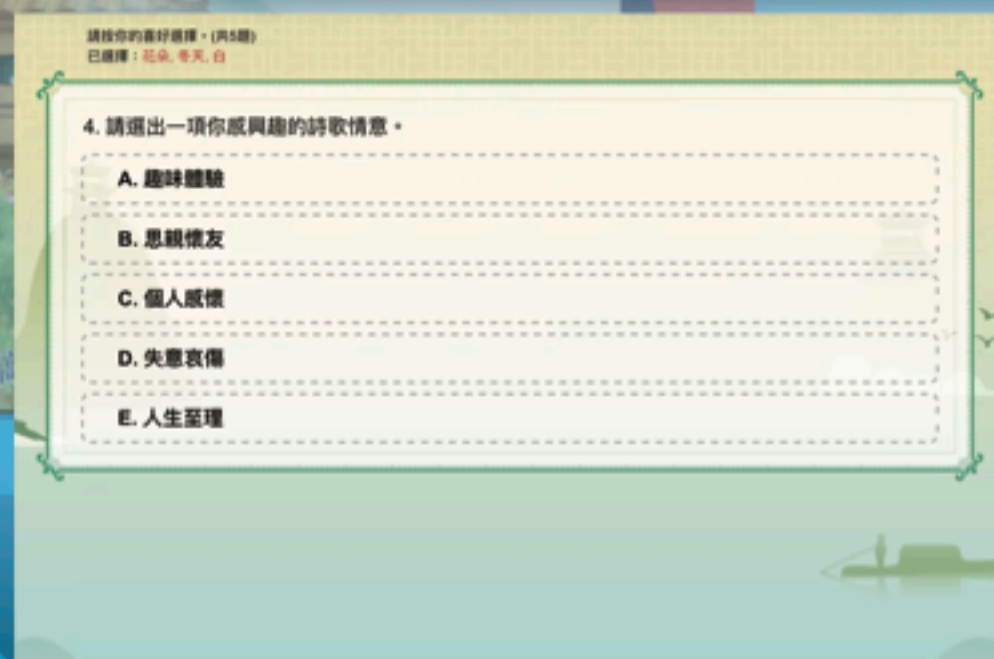 請按你的喜好選擇。(共5題)
已選擇：花朵, 冬天, 白
4. 請選出一項你感興趣的詩歌情意。
A. 趣味體驗
B. 思親懷友
C. 個人感懷
D. 失意哀傷
E. 人生至理